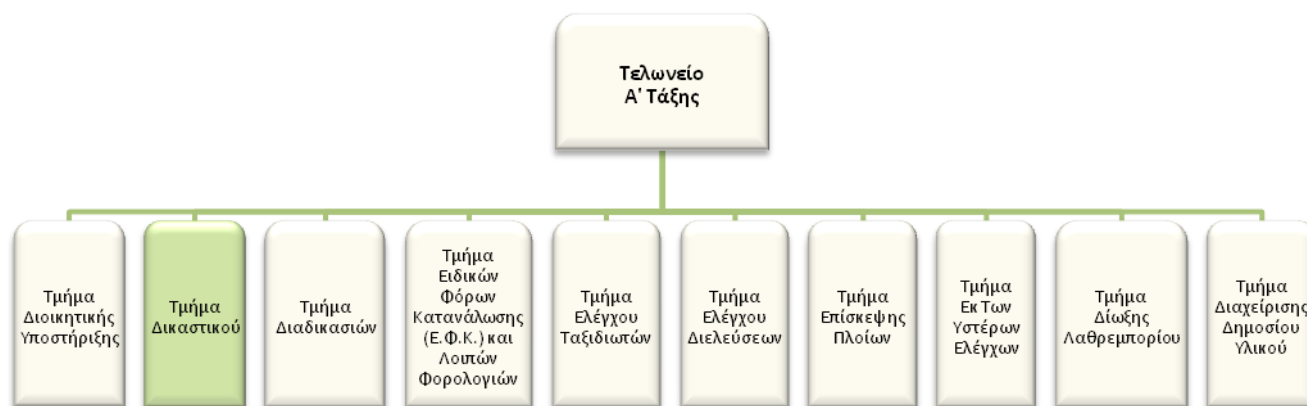 Τελωνείο
Α' Τάξης
Τμήμα
Διοικητικής
Υποστήριξης
Τμήμα
Δικαστικού
Τμήμα
Διαδικασιών
Τμήμα
Ειδικών
Φόρων
Κατανάλωσης
(Ε.Φ.Κ.) και
Λοιπών
Φορολογιών
Τμήμα
Ελέγχου
Ταξιδιωτών
Τμήμα
Ελέγχου
Διελεύσεων
Τμήμα
Επίσκεψης
Πλοίων
Τμήμα
Εκ Των
Υστέρων
Ελέγχων
Τμήμα
Δίωξης
Λαθρεμπορίου
Τμήμα
Διαχείρισης
Δημοσίου
Υλικού